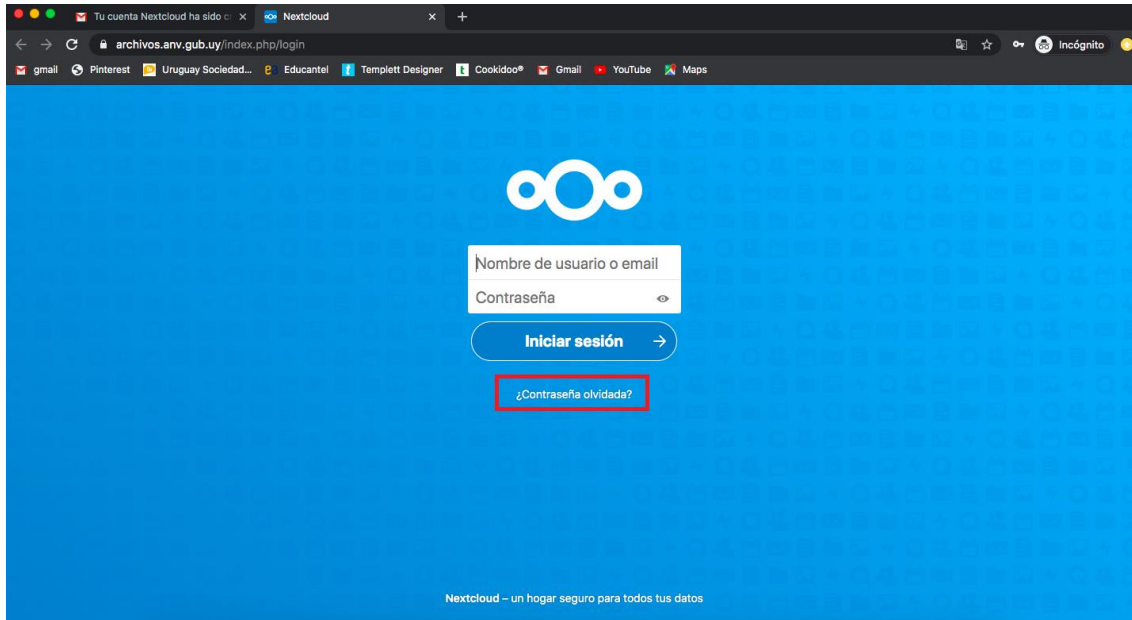 Tu cuenta Nextcloud ha sido c
Nextcloud
archivos.anv.gub.uy/index.php/login
Incógnito
gmail
Pinterest
Uruguay Sociedad...
Educantel
Templett Designer
Cookidoo®
Gmail
YouTube
Maps
Nombre de usuario o email
Contraseña
Iniciar sesión
¿Contraseña olvidada?
Nextcloud – un hogar seguro para todos tus datos